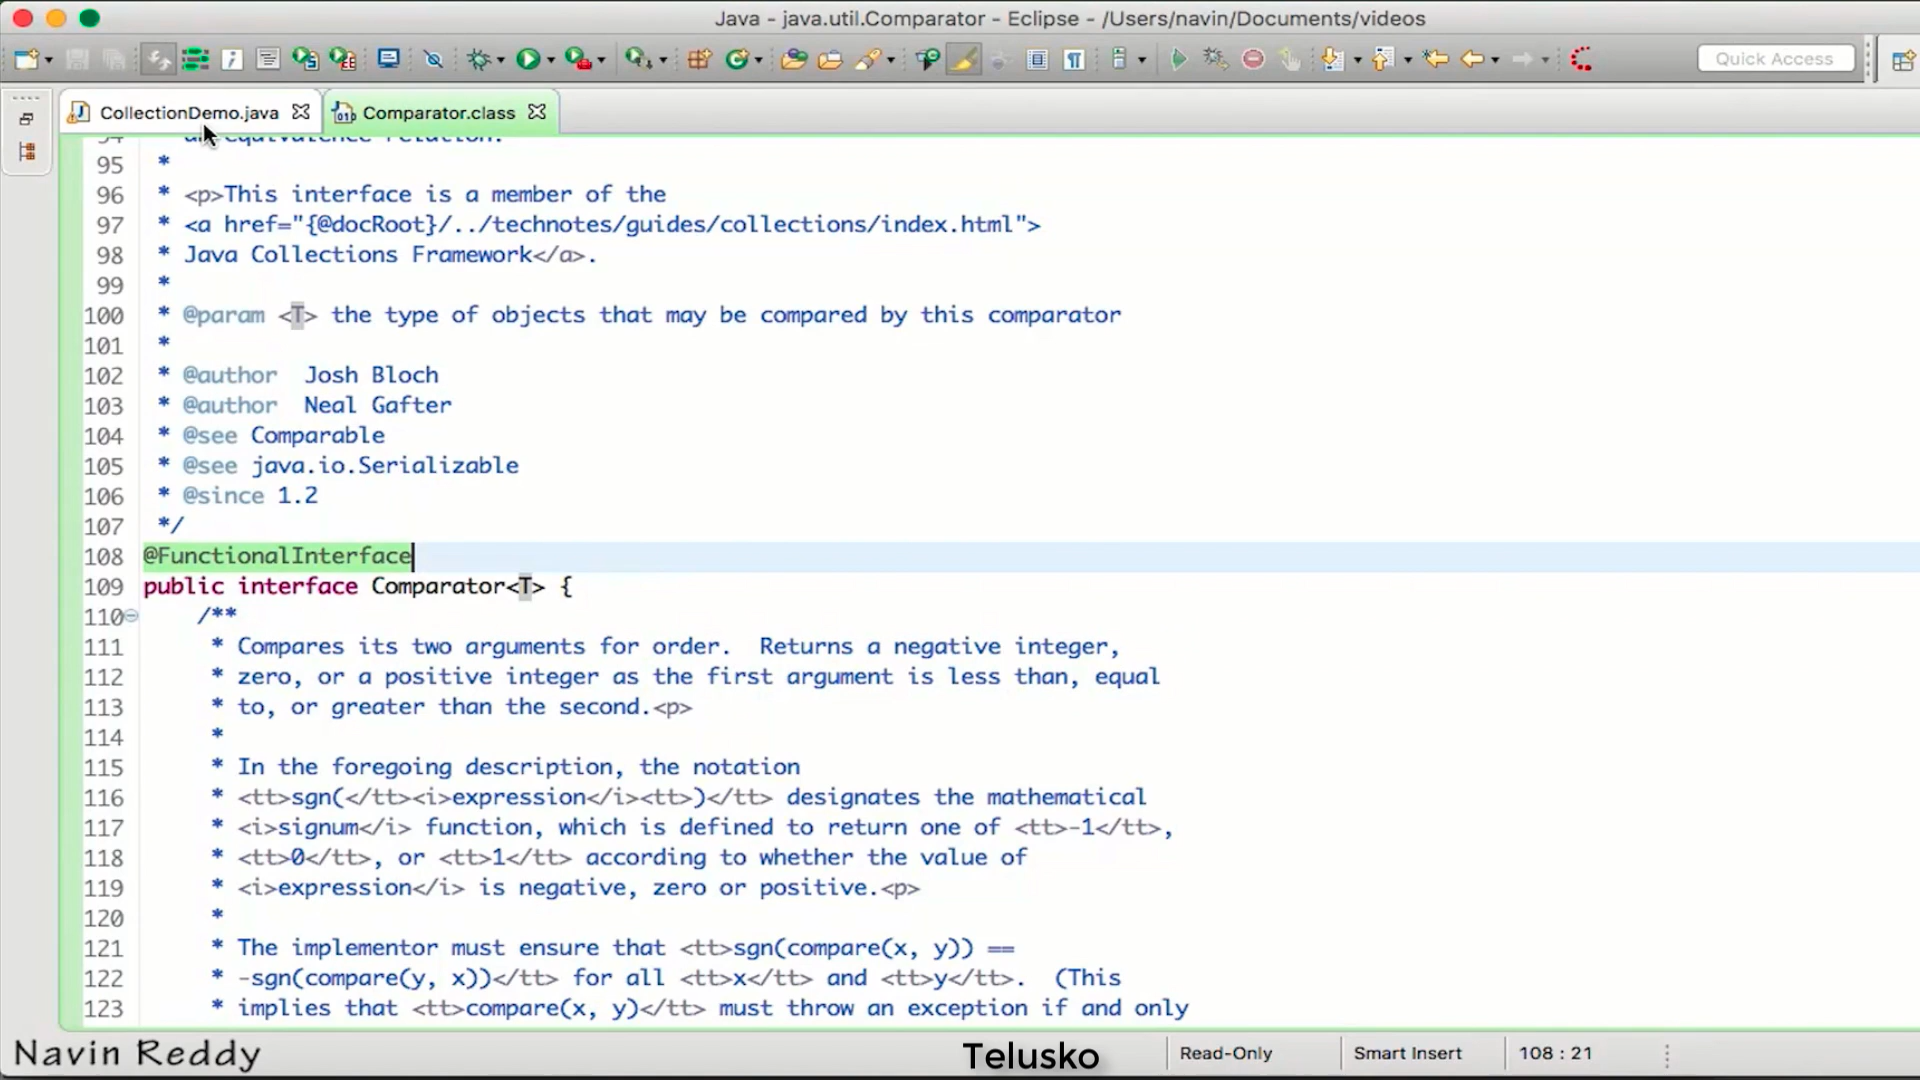 Java - java.util.Comparator - Eclipse - /Users/navin/Documents/videos
Quick Access
CollectionDemo.java
Comparator.class
94 an equivalence relation.
95 *
96 * <p>This interface is a member of the
97 * <a href="{@docRoot}/../technotes/guides/collections/index.html">
98 * Java Collections Framework</a>.
99 *
100 * @param <T> the type of objects that may be compared by this comparator
101 *
102 * @author  Josh Bloch
103 * @author  Neal Gafter
104 * @see Comparable
105 * @see java.io.Serializable
106 * @since 1.2
107 */
108 @FunctionalInterface
109 public interface Comparator<T> {
110 /**
111 * Compares its two arguments for order.  Returns a negative integer,
112 * zero, or a positive integer as the first argument is less than, equal
113 * to, or greater than the second.<p>
114 *
115 * In the foregoing description, the notation
116 * <tt>sgn(</tt><i>expression</i><tt>)</tt> designates the mathematical
117 * <i>signum</i> function, which is defined to return one of <tt>-1</tt>,
118 * <tt>0</tt>, or <tt>1</tt> according to whether the value of
119 * <i>expression</i> is negative, zero or positive.<p>
120 *
121 * The implementor must ensure that <tt>sgn(compare(x, y)) ==
122 * -sgn(compare(y, x))</tt> for all <tt>x</tt> and <tt>y</tt>.  (This
123 * implies that <tt>compare(x, y)</tt> must throw an exception if and only
Navin Reddy
Telusko
Read-Only
Smart Insert
108 : 21